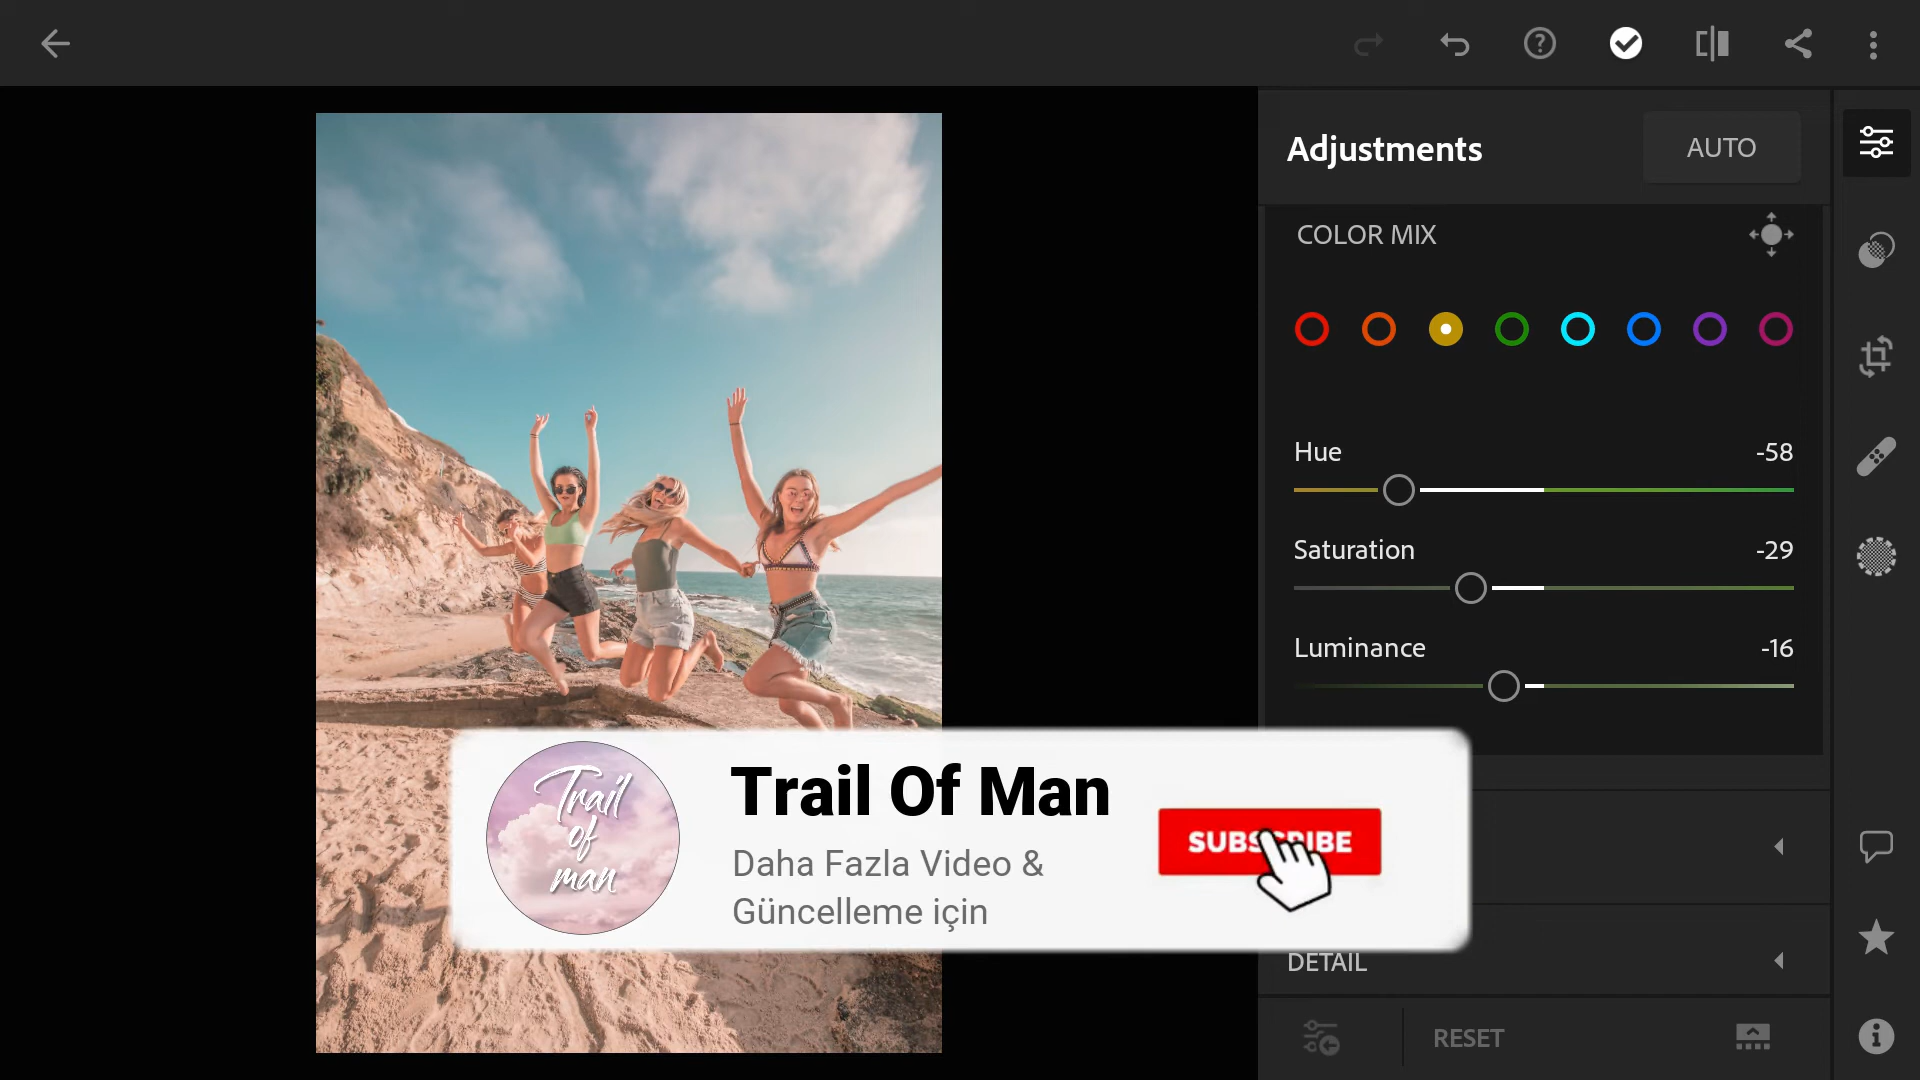 Adjustments
AUTO
COLOR MIX
Hue
-58
Saturation
-29
Luminance
-16
Trail
of
man
Trail Of Man
Daha Fazla Video &
Güncelleme için
SUBSCRIBE
DETAIL
RESET